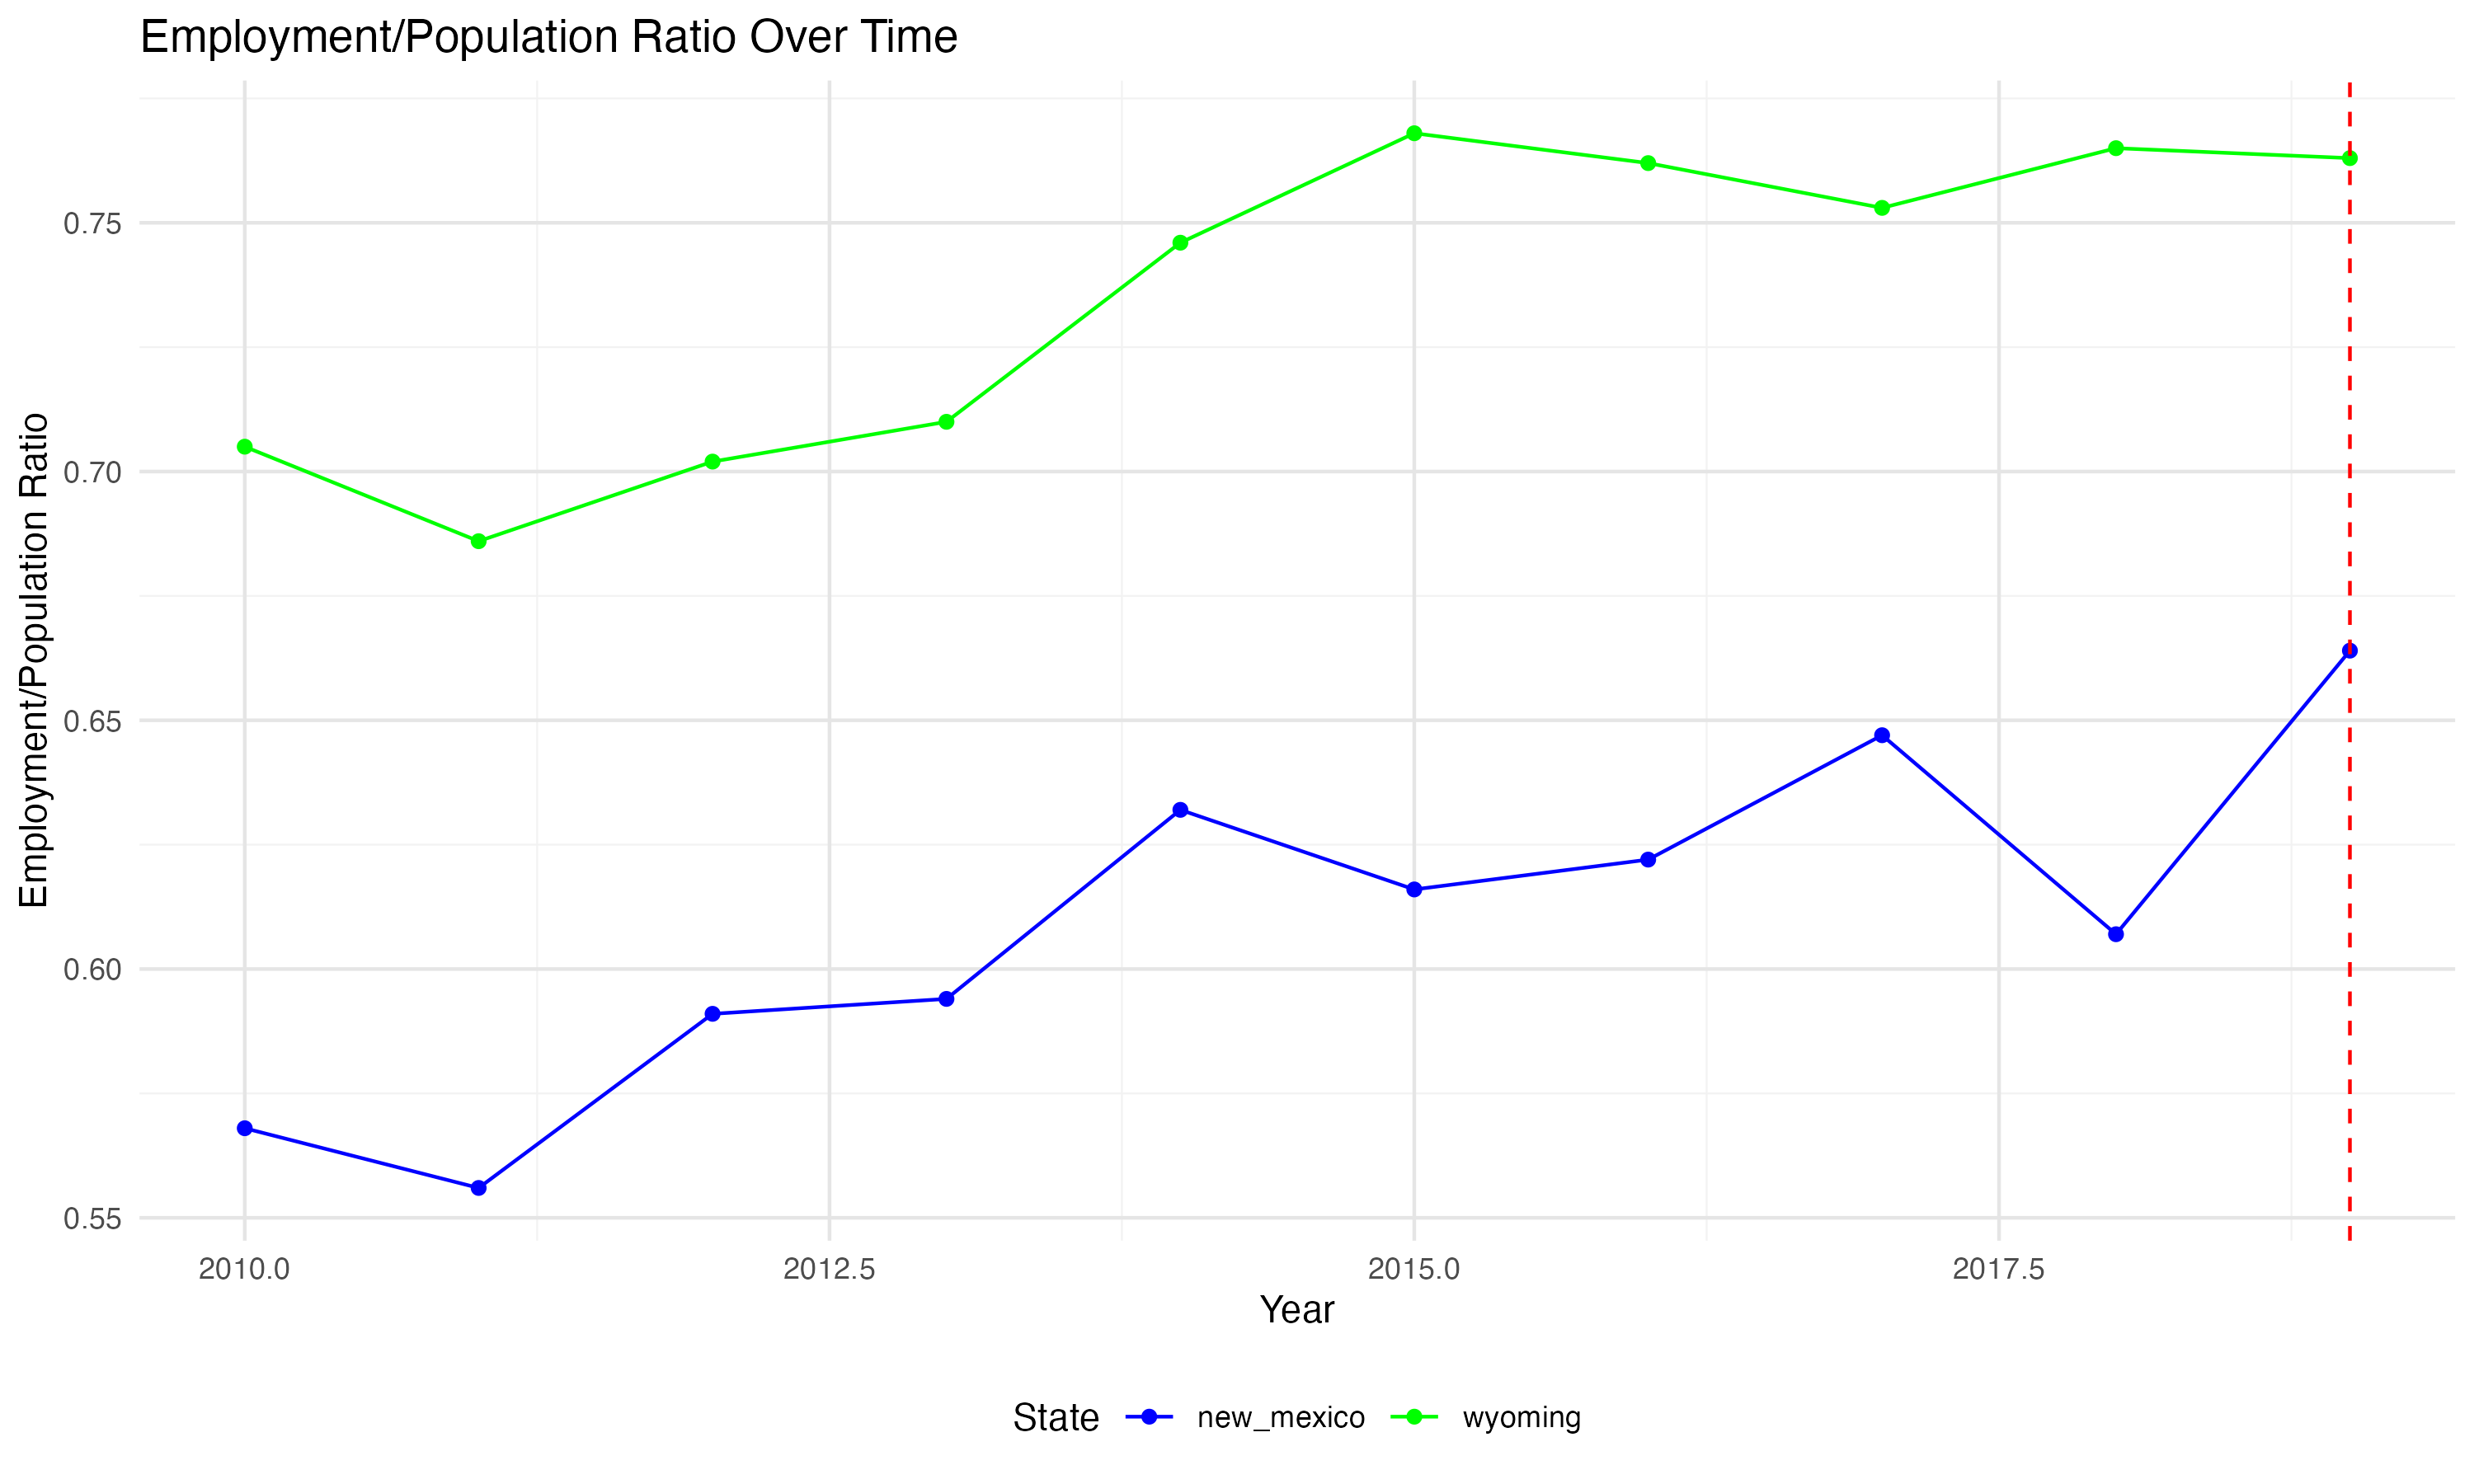 Employment/Population Ratio Over Time
Employment/Population Ratio
0.75
0.70
0.65
0.60
0.55
2010.0
2012.5
2015.0
2017.5
Year
State
new_mexico
wyoming